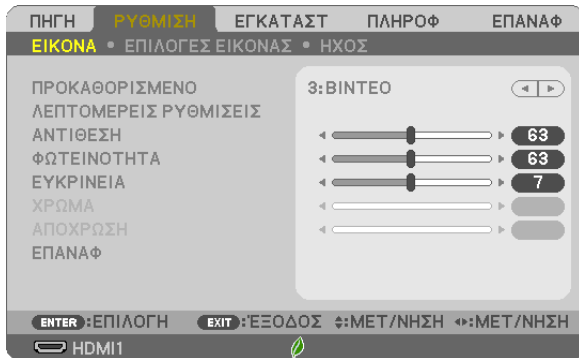 ΠΗΓΗ ΡΥΘΜΙΣΗ ΕΓΚΑΤΑΣΤ ΠΛΗΡΟΦ ΕΠΑΝΑΦ
ΕΙΚΟΝΑ • ΕΠΙΛΟΓΕΣ ΕΙΚΟΝΑΣ • ΗΧΟΣ
ΠΡΟΚΑΘΟΡΙΣΜΕΝΟ 3:ΒΙΝΤΕΟ
ΛΕΠΤΟΜΕΡΕΙΣ ΡΥΘΜΙΣΕΙΣ
ΑΝΤΙΘΕΣΗ 63
ΦΩΤΕΙΝΟΤΗΤΑ 63
ΕΥΚΡΙΝΕΙΑ 7
ΧΡΩΜΑ
ΑΠΟΧΡΩΣΗ
ΕΠΑΝΑΦ
ENTER:ΕΠΙΛΟΓΗ EXIT:ΈΞΟΔΟΣ ♦:ΜΕΤ/ΝΗΣΗ ◂▸:ΜΕΤ/ΝΗΣΗ
HDMI1